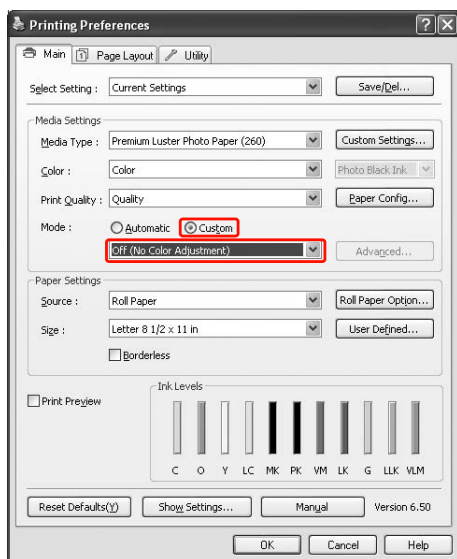 Printing Preferences
Main Page Layout Utility
Select Setting : Current Settings Save/Del...
Media Settings
Media Type : Premium Luster Photo Paper (260) Custom Settings...
Color : Color Photo Black Ink
Print Quality : Quality Paper Config...
Mode : Automatic Custom
Off (No Color Adjustment) Advanced...
Paper Settings
Source : Roll Paper Roll Paper Option...
Size : Letter 8 1/2 x 11 in User Defined...
Borderless
Print Preview
Ink Levels
C O Y LC MK PK VM LK G LLK VLM
Reset Defaults(Y) Show Settings... Manual Version 6.50
OK Cancel Help